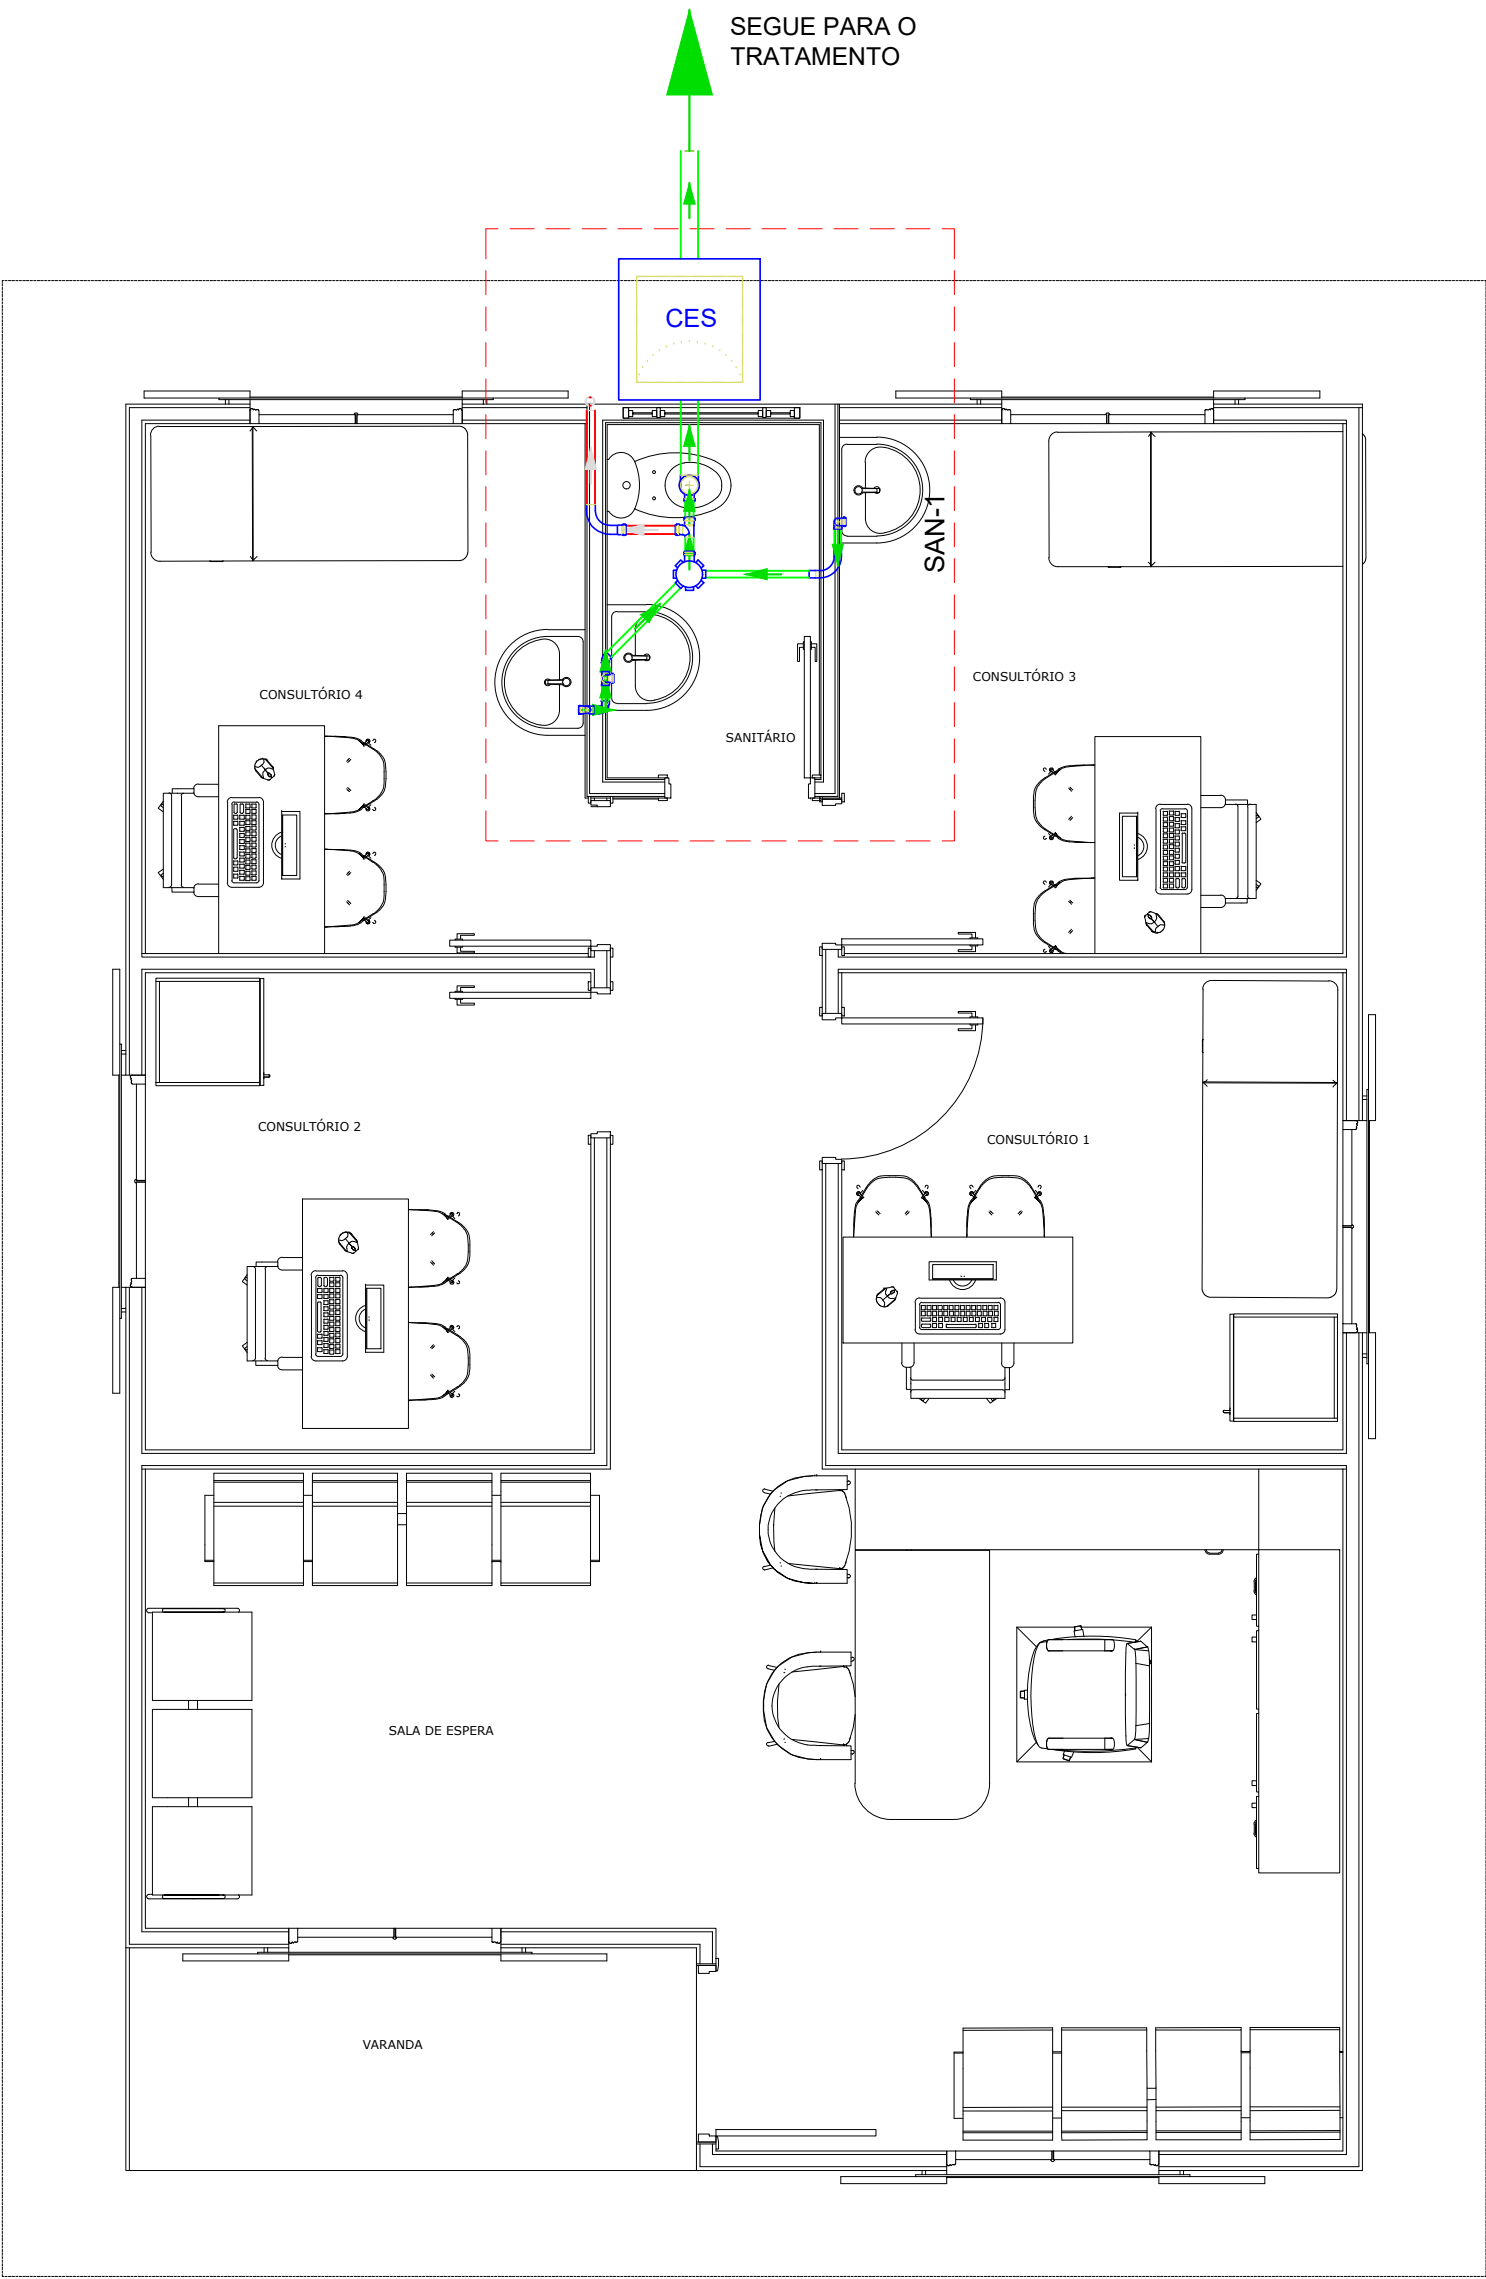 SEGUE PARA O
TRATAMENTO
CES
SAN-1
CONSULTÓRIO 4
CONSULTÓRIO 3
SANITÁRIO
CONSULTÓRIO 2
CONSULTÓRIO 1
SALA DE ESPERA
VARANDA